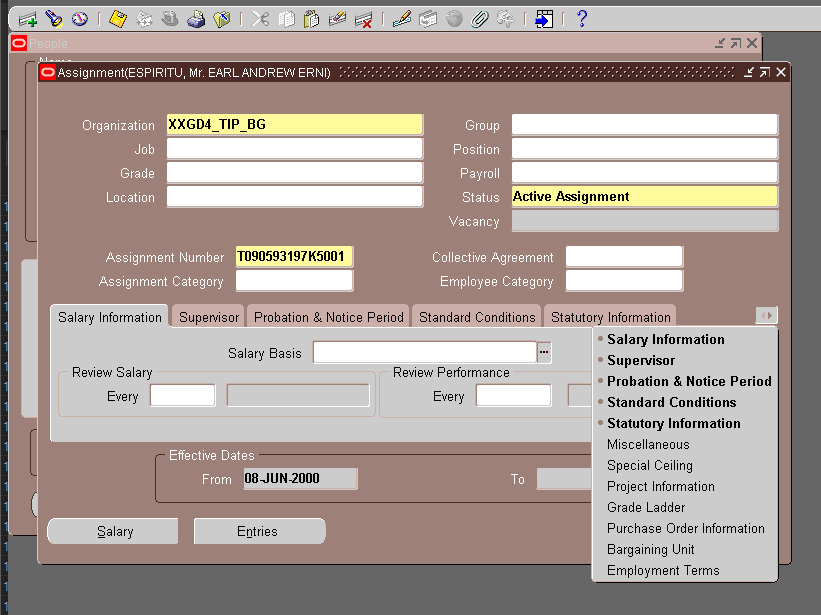 People
Name
Assignment(ESPIRITU, Mr. EARL ANDREW ERNI)
Organization XXGD4_TIP_BG Group
Job Position
Grade Payroll
Location Status Active Assignment
Vacancy
Assignment Number T090593197K5001 Collective Agreement
Assignment Category Employee Category
Salary Information Supervisor Probation & Notice Period Standard Conditions Statutory Information
Salary Basis ...
Review Salary Review Performance
Every Every
Effective Dates
From 08-JUN-2000 To
Salary Entries
Salary Information
Supervisor
Probation & Notice Period
Standard Conditions
Statutory Information
Miscellaneous
Special Ceiling
Project Information
Grade Ladder
Purchase Order Information
Bargaining Unit
Employment Terms